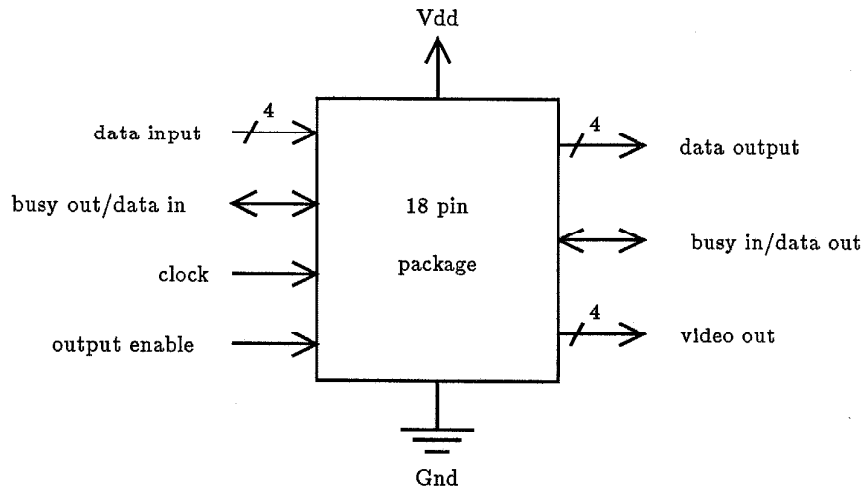 Vdd
4
data input
4
data output
busy out/data in
18 pin
busy in/data out
package
clock
4
video out
output enable
Gnd